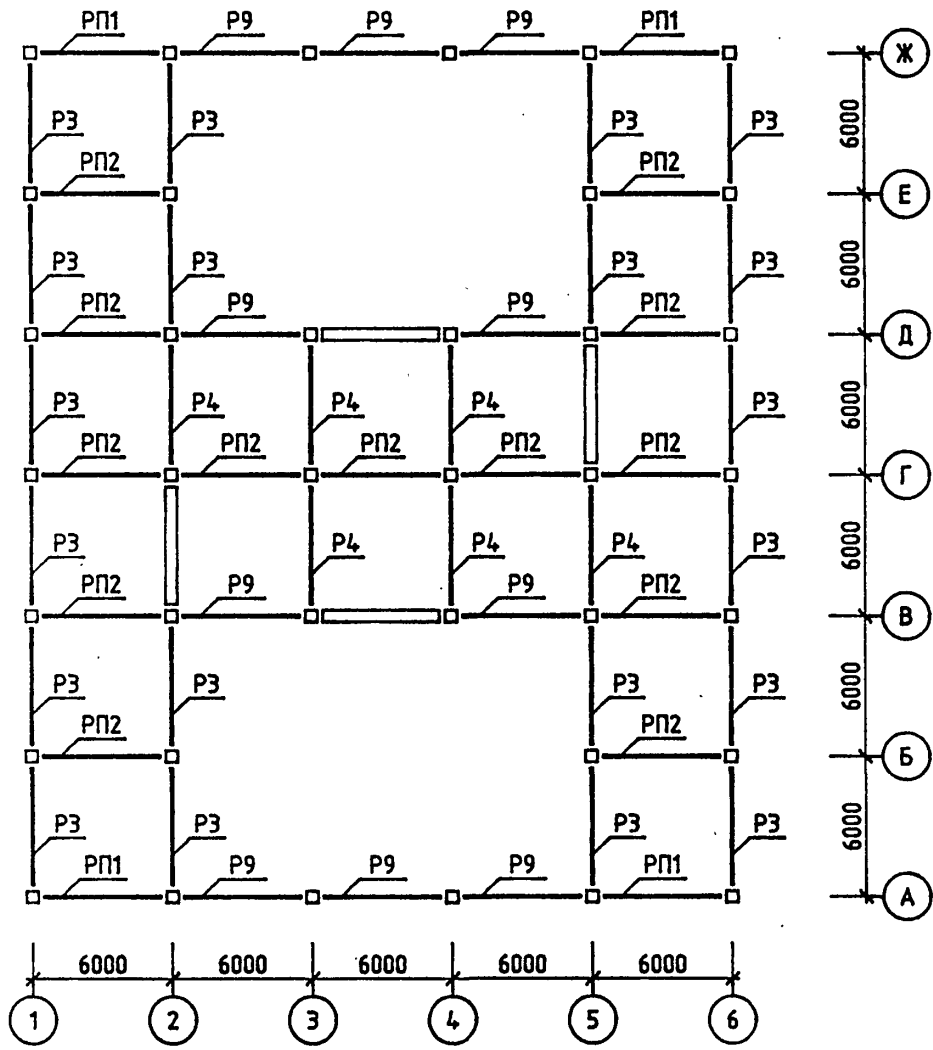 РП1 Р9 Р9 Р9 РП1
Ж
Р3 Р3 Р3 Р3
6000
РП2 РП2
Е
Р3 Р3 Р3 Р3
6000
РП2 Р9 Р9 РП2
Д
Р3 Р4 Р4 Р4 Р3
6000
РП2 РП2 РП2 РП2 РП2
Г
Р3 Р4 Р4 Р4 Р3
6000
РП2 Р9 Р9 РП2
В
Р3 Р3 Р3 Р3
6000
РП2 РП2
Б
Р3 Р3 Р3 Р3
6000
РП1 Р9 Р9 Р9 РП1
А
6000 6000 6000 6000 6000
1 2 3 4 5 6